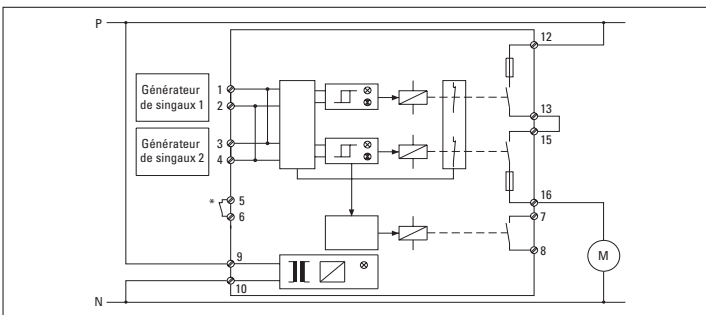 P
12
Générateur
de singaux 1
1
2
13
15
Générateur
de singaux 2
3
4
16
* 5
6
7
8
M
9
10
N